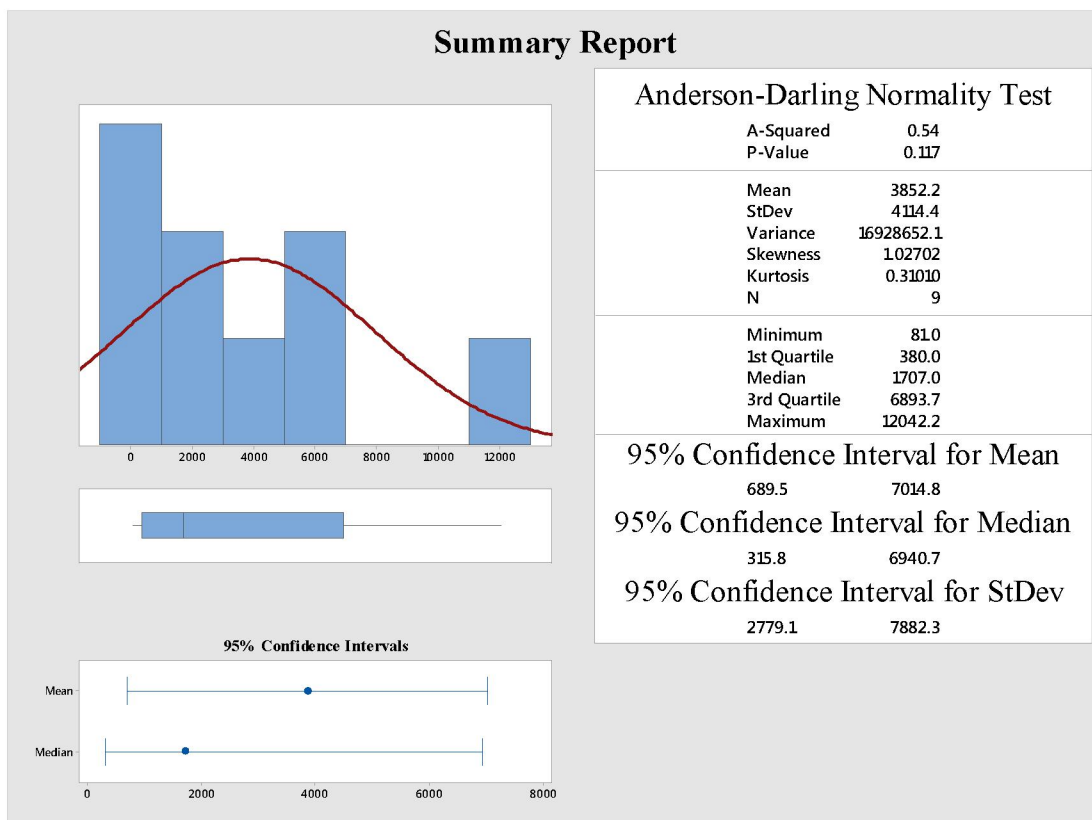 Summary Report
0 2000 4000 6000 8000 10000 12000
95% Confidence Intervals
Mean
Median
0 2000 4000 6000 8000
Anderson-Darling Normality Test
A-Squared 0.54
P-Value 0.117
Mean 3852.2
StDev 4114.4
Variance 16928652.1
Skewness 1.02702
Kurtosis 0.31010
N 9
Minimum 81.0
1st Quartile 380.0
Median 1707.0
3rd Quartile 6893.7
Maximum 12042.2
95% Confidence Interval for Mean
689.5 7014.8
95% Confidence Interval for Median
315.8 6940.7
95% Confidence Interval for StDev
2779.1 7882.3